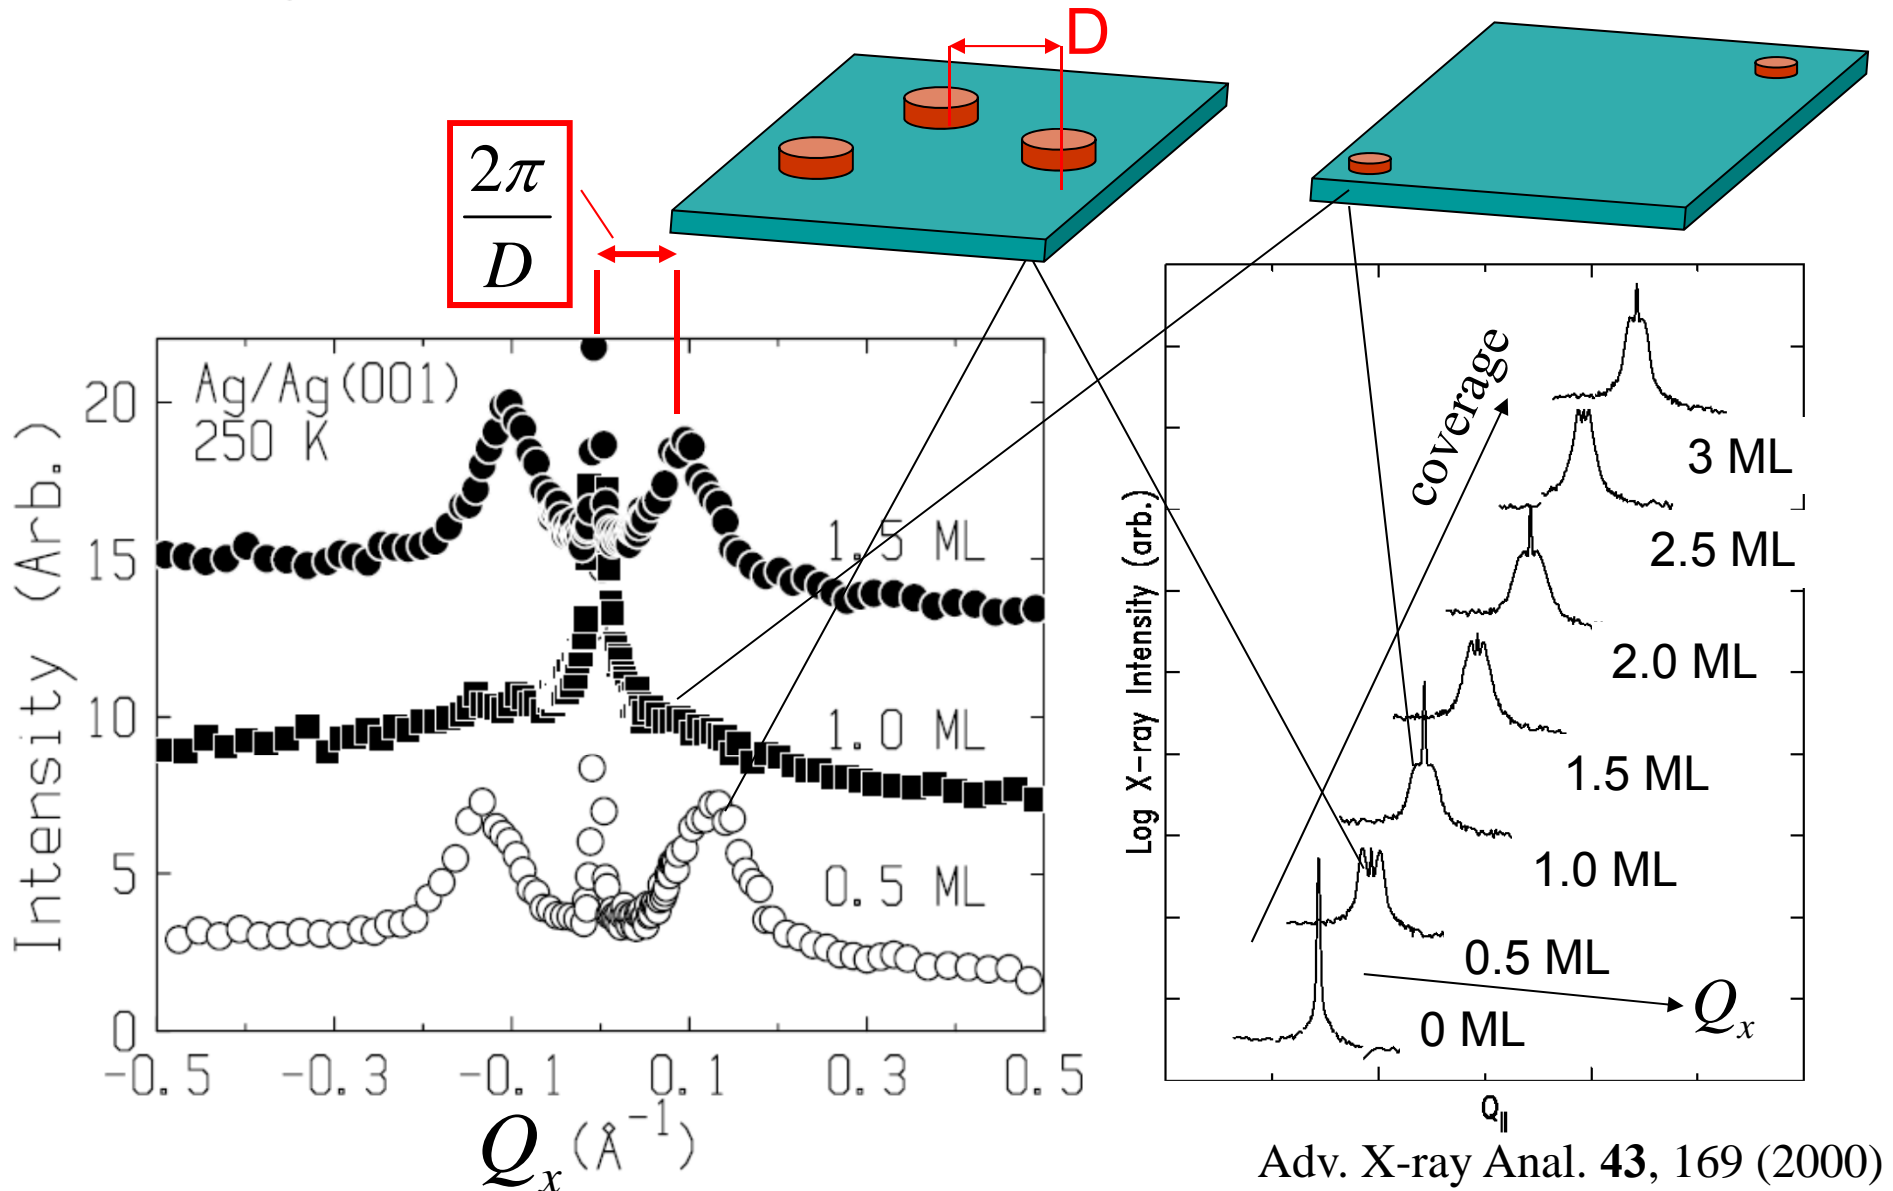 D
2π
D
Ag/Ag(001)
250 K
Intensity (Arb.)
20
15
10
5
0
1.5 ML
1.0 ML
0.5 ML
-0.5
-0.3
-0.1
0.1
0.3
0.5
Qx (Å⁻¹)
coverage
Log X-ray Intensity (arb.)
3 ML
2.5 ML
2.0 ML
1.5 ML
1.0 ML
0.5 ML
0 ML
Qx
Q||
Adv. X-ray Anal. 43, 169 (2000)